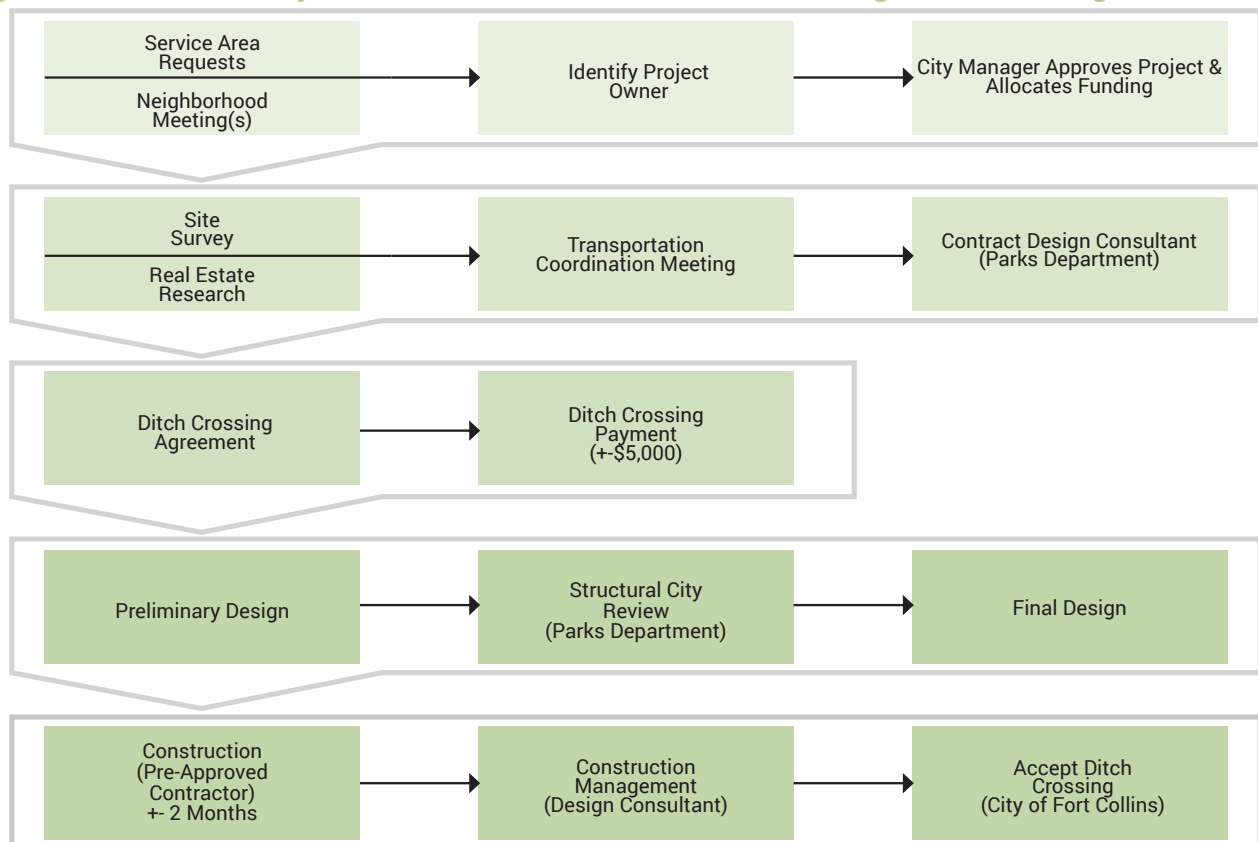 Service Area
Requests
Neighborhood
Meeting(s)
Identify Project
Owner
City Manager Approves Project &
Allocates Funding
Site
Survey
Real Estate
Research
Transportation
Coordination Meeting
Contract Design Consultant
(Parks Department)
Ditch Crossing
Agreement
Ditch Crossing
Payment
(+-$5,000)
Preliminary Design
Structural City
Review
(Parks Department)
Final Design
Construction
(Pre-Approved
Contractor)
+- 2 Months
Construction
Management
(Design Consultant)
Accept Ditch
Crossing
(City of Fort Collins)